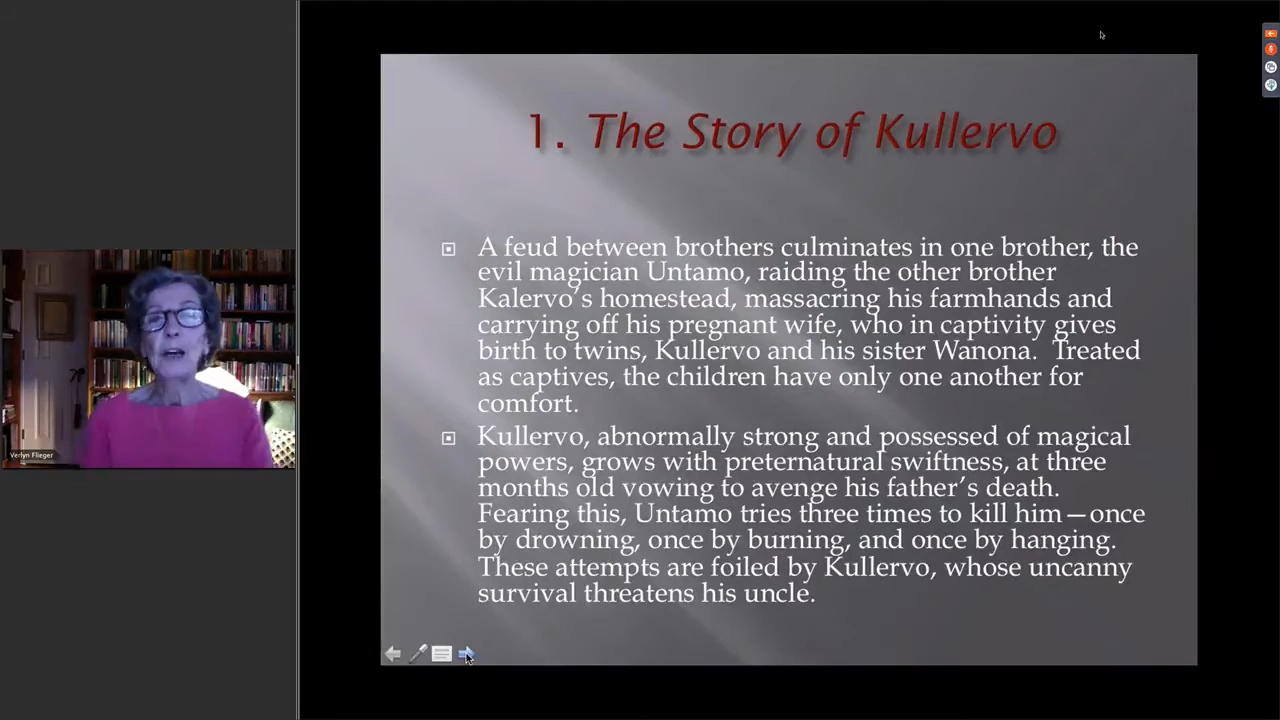 1. The Story of Kullervo
A feud between brothers culminates in one brother, the
evil magician Untamo, raiding the other brother
Kalervo's homestead, massacring his farmhands and
carrying off his pregnant wife, who in captivity gives
birth to twins, Kullervo and his sister Wanona.  Treated
as captives, the children have only one another for
comfort.
Kullervo, abnormally strong and possessed of magical
powers, grows with preternatural swiftness, at three
months old vowing to avenge his father's death.
Fearing this, Untamo tries three times to kill him—once
by drowning, once by burning, and once by hanging.
These attempts are foiled by Kullervo, whose uncanny
survival threatens his uncle.
Verlyn Flieger